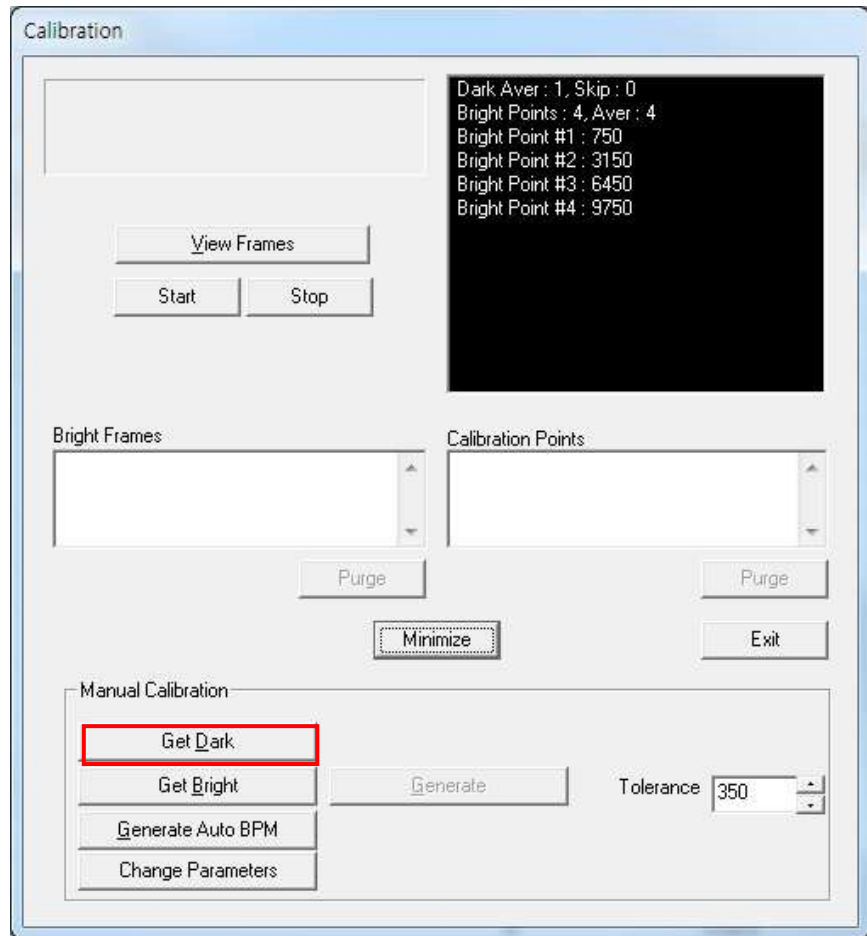 Calibration
Dark Aver : 1, Skip : 0
Bright Points : 4, Aver : 4
Bright Point #1 : 750
Bright Point #2 : 3150
Bright Point #3 : 6450
Bright Point #4 : 9750
View Frames
Start Stop
Bright Frames
Calibration Points
Purge Purge
Minimize Exit
Manual Calibration
Get Dark
Get Bright Generate Tolerance 350
Generate Auto BPM
Change Parameters